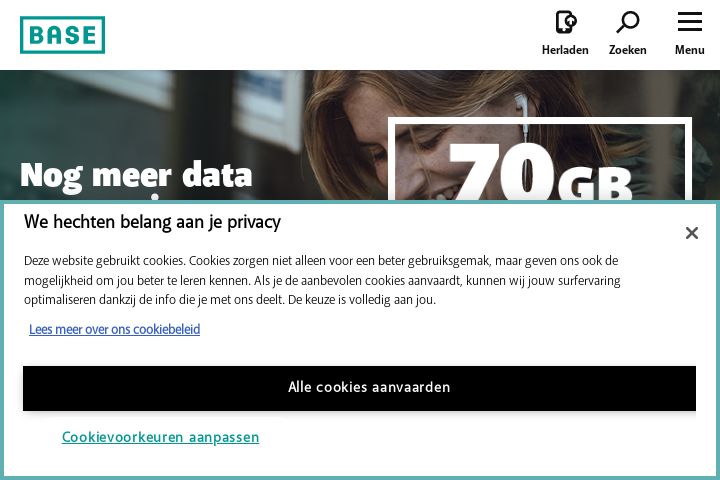 BASE
Herladen
Zoeken
Menu
Nog meer data
70GB
We hechten belang aan je privacy
Deze website gebruikt cookies. Cookies zorgen niet alleen voor een beter gebruiksgemak, maar geven ons ook de
mogelijkheid om jou beter te leren kennen. Als je de aanbevolen cookies aanvaardt, kunnen wij jouw surfervaring
optimaliseren dankzij de info die je met ons deelt. De keuze is volledig aan jou.
Lees meer over ons cookiebeleid
Alle cookies aanvaarden
Cookievoorkeuren aanpassen